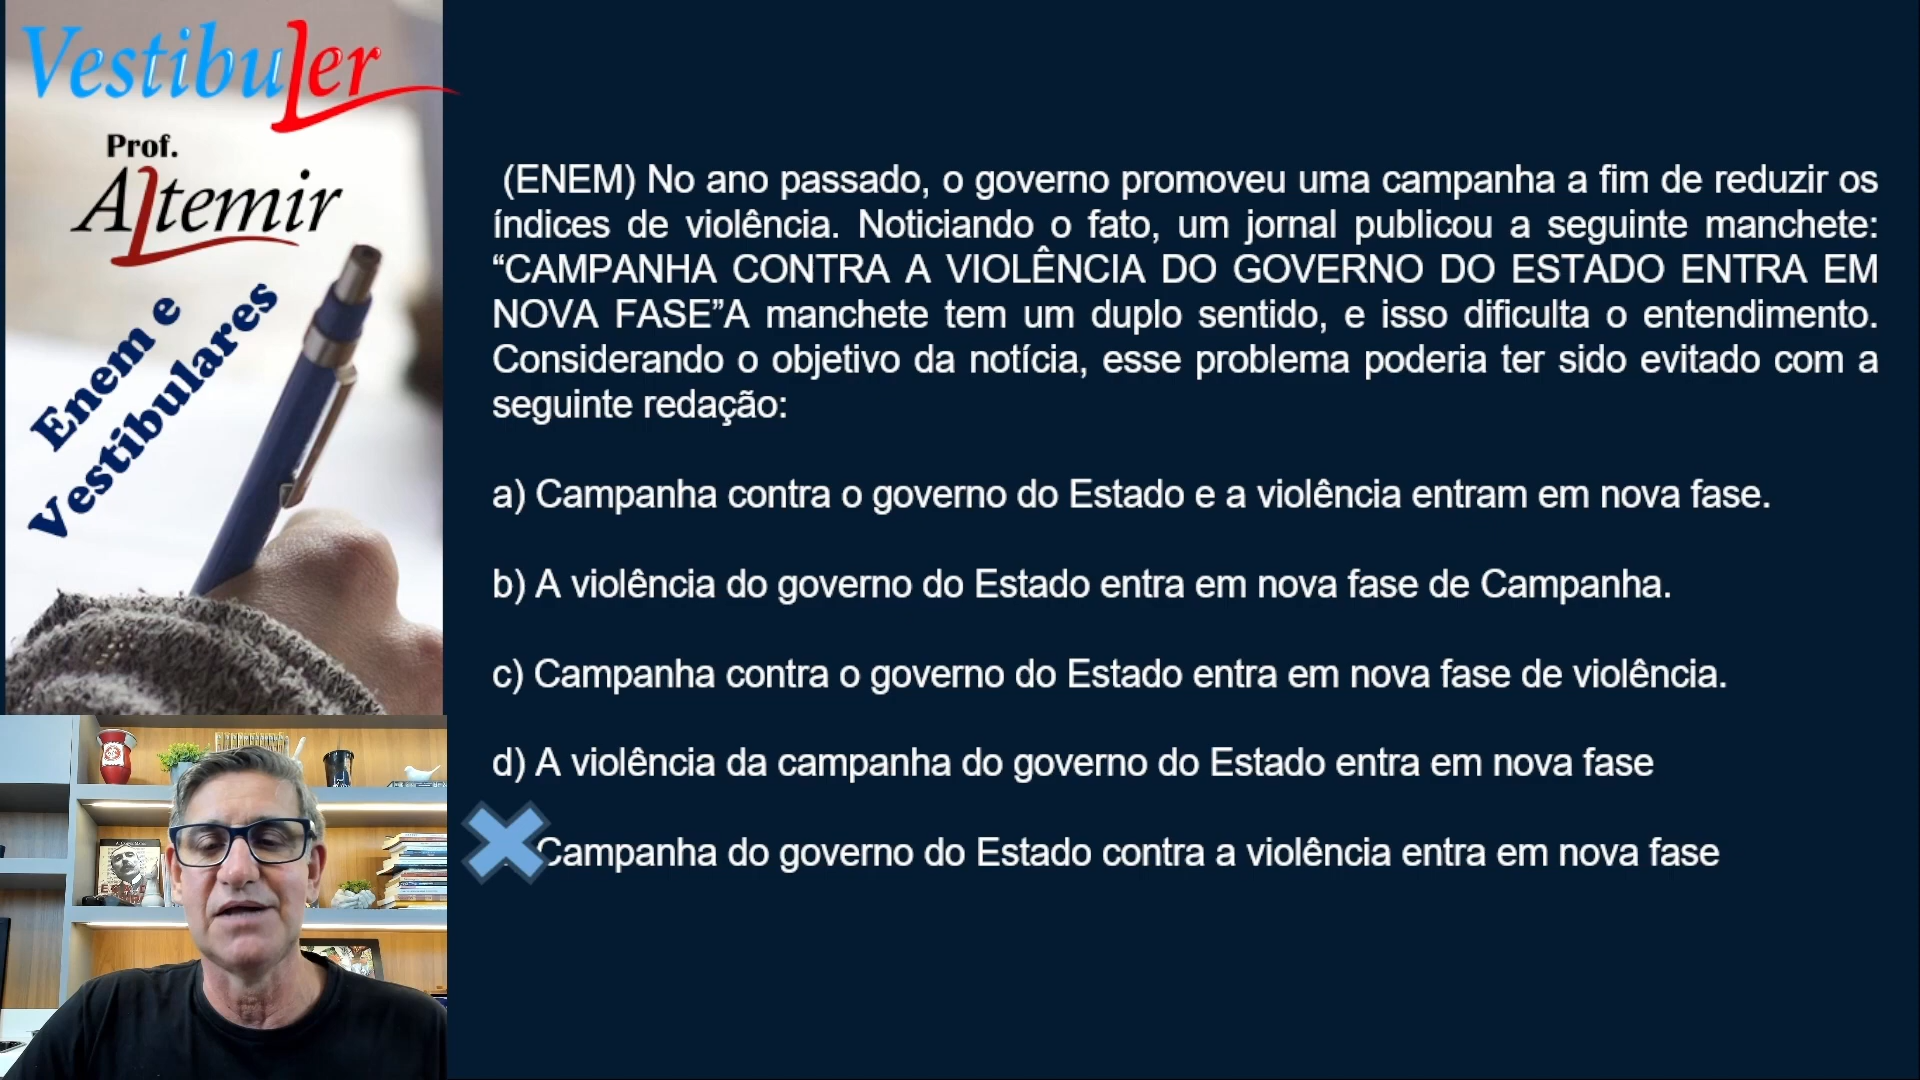 Vestibuler
Prof.
Altemir
Enem e
Vestibulares
(ENEM) No ano passado, o governo promoveu uma campanha a fim de reduzir os
índices de violência. Noticiando o fato, um jornal publicou a seguinte manchete:
“CAMPANHA CONTRA A VIOLÊNCIA DO GOVERNO DO ESTADO ENTRA EM
NOVA FASE”A manchete tem um duplo sentido, e isso dificulta o entendimento.
Considerando o objetivo da notícia, esse problema poderia ter sido evitado com a
seguinte redação:
a) Campanha contra o governo do Estado e a violência entram em nova fase.
b) A violência do governo do Estado entra em nova fase de Campanha.
c) Campanha contra o governo do Estado entra em nova fase de violência.
d) A violência da campanha do governo do Estado entra em nova fase
Campanha do governo do Estado contra a violência entra em nova fase